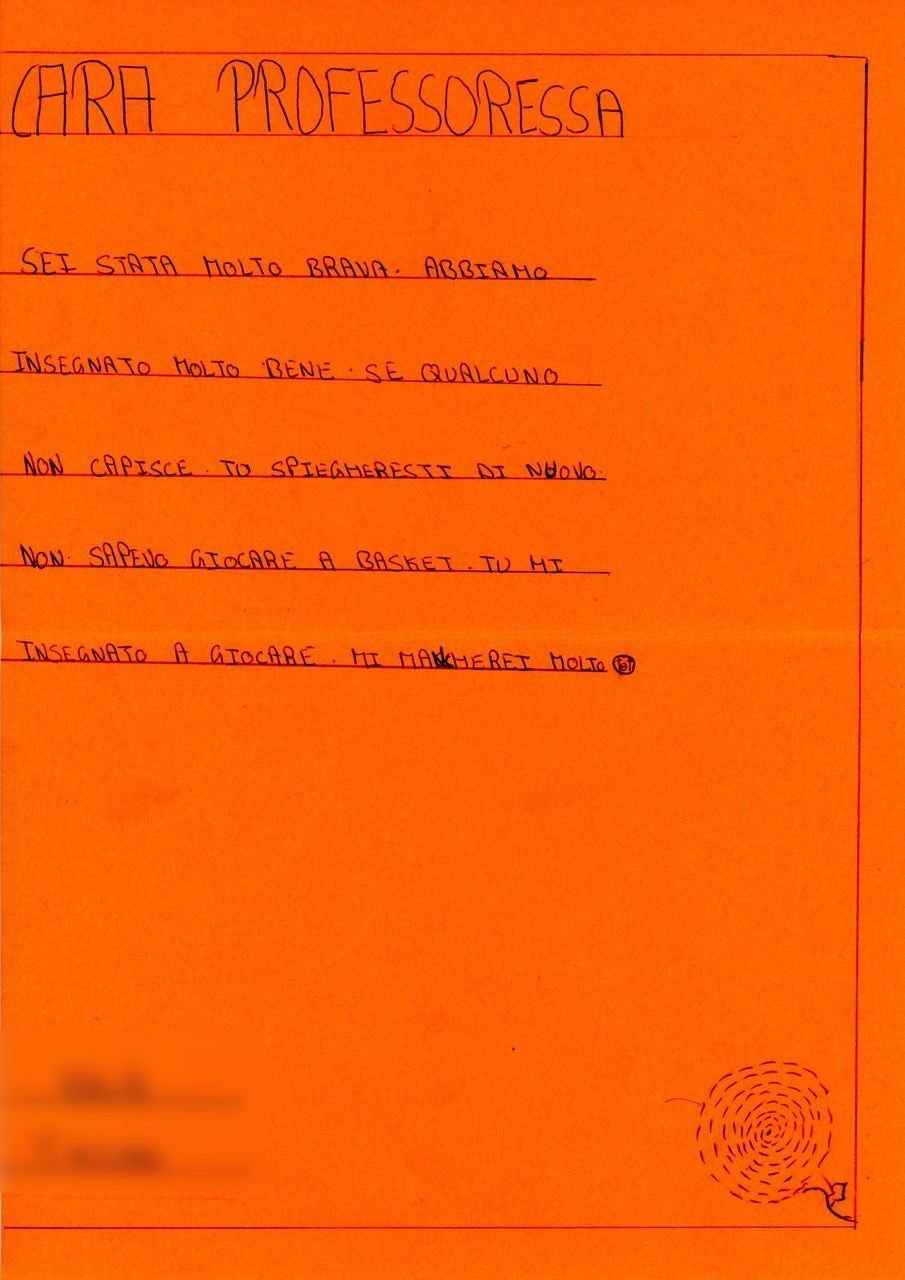 CARA PROFESSORESSA
SEI STATA MOLTO BRAVA. ABBIAMO
INSEGNATO MOLTO BENE. SE QUALCUNO
NON CAPISCE. TU SPIEGHERESTI DI NUOVO.
NON. SAPEVO GIOCARE A BASKET. TU MI
INSEGNATO A GIOCARE. MI MANCHEREI MOLTO